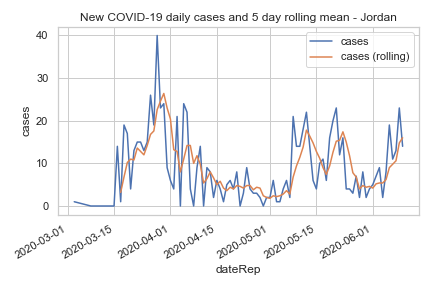 New COVID-19 daily cases and 5 day rolling mean - Jordan
cases
cases (rolling)
40
30
20
10
0
cases
2020-03-01
2020-03-15
2020-04-01
2020-04-15
2020-05-01
2020-05-15
2020-06-01
dateRep